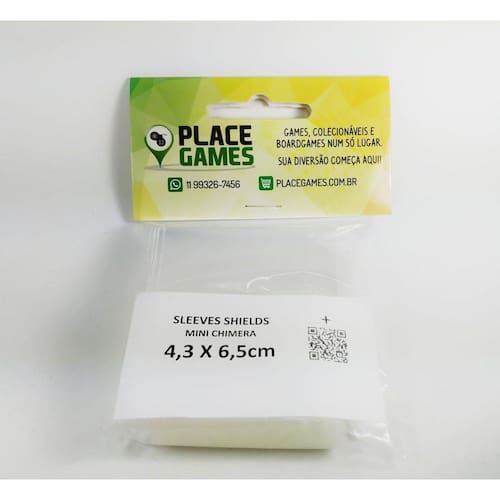 PLACE
GAMES
11 99326-7456
GAMES, COLECIONÁVEIS E
BOARDGAMES NUM SÓ LUGAR.
SUA DIVERSÃO COMEÇA AQUI!
PLACEGAMES.COM.BR
SLEEVES SHIELDS
MINI CHIMERA
4,3 X 6,5cm
+